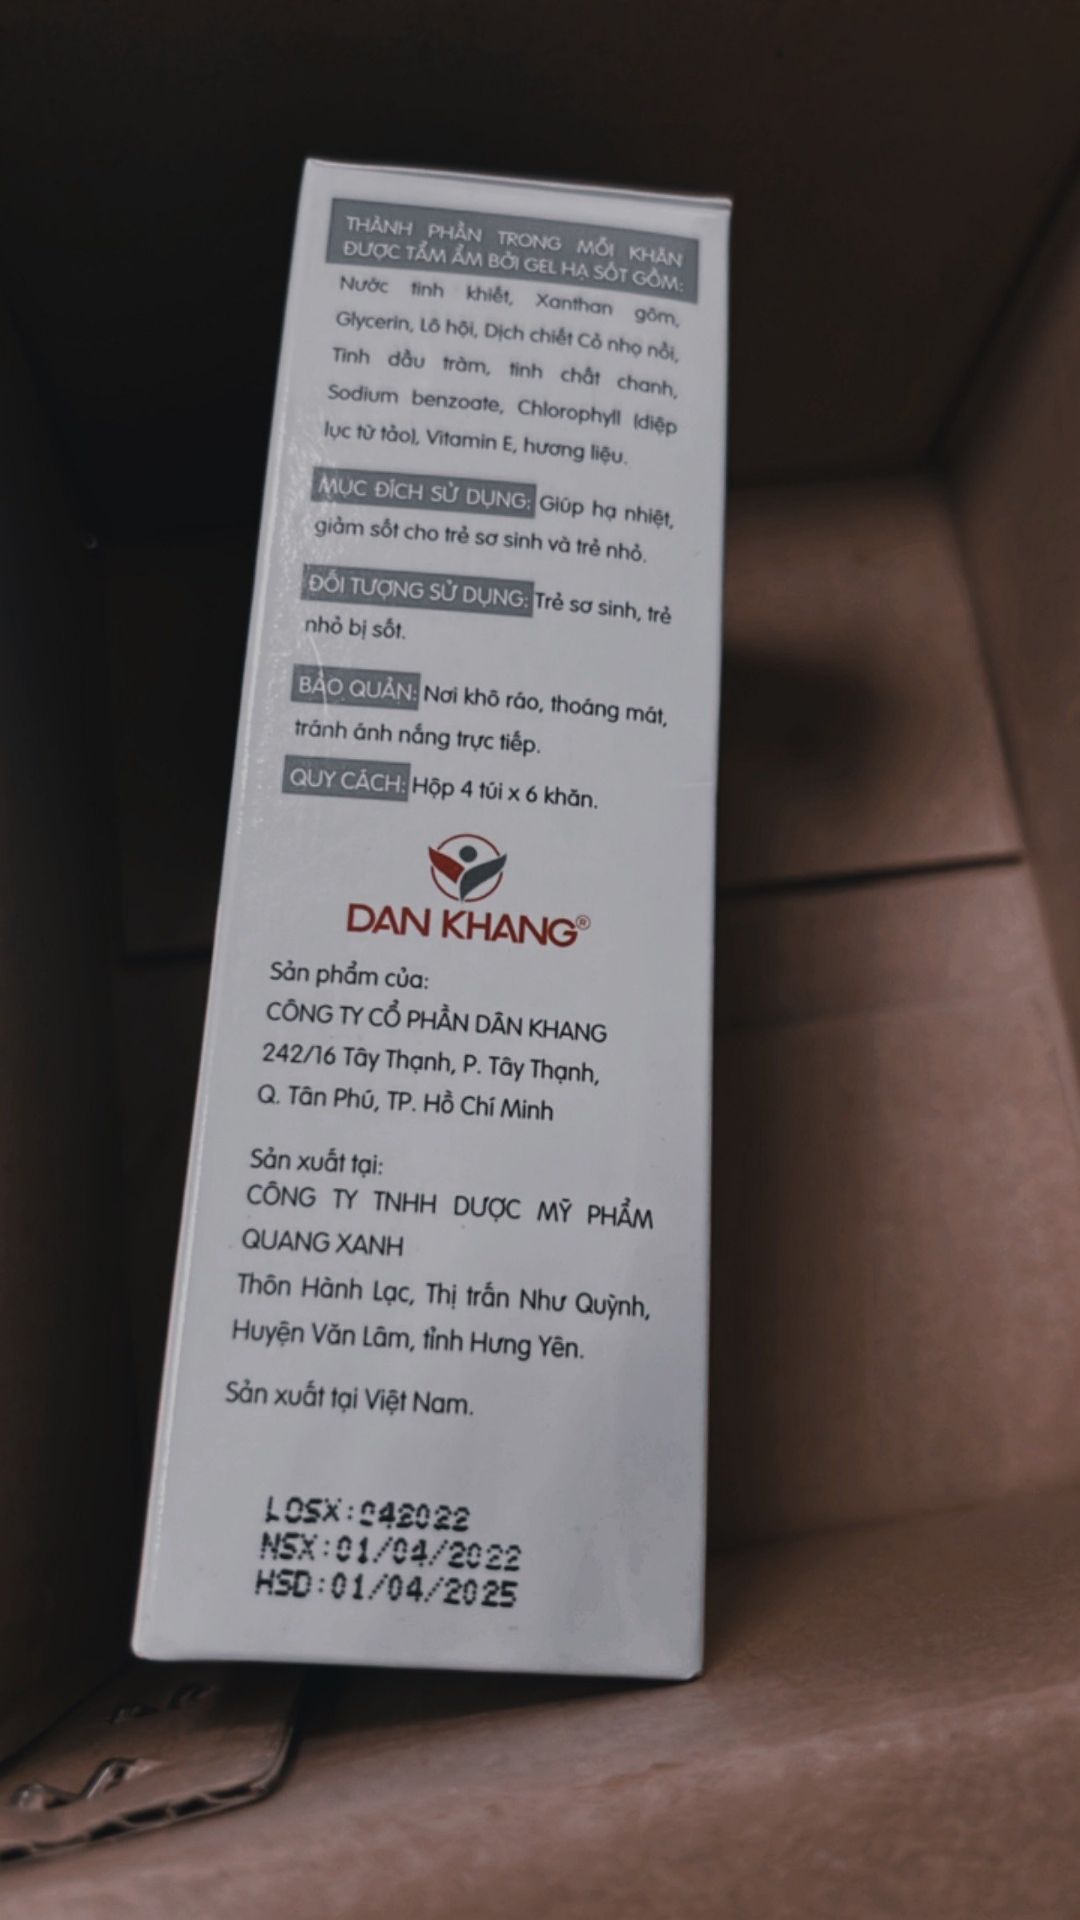 THÀNH PHẦN TRONG MỖI KHĂN
ĐƯỢC TẨM ẨM BỞI GEL HẠ SỐT GỒM:
Nước tinh khiết, Xanthan gôm,
Glycerin, Lô hội, Dịch chiết Cỏ nhọ nồi,
Tinh dầu tràm, tinh chất chanh,
Sodium benzoate, Chlorophyll (diệp
lục từ tảo), Vitamin E, hương liệu.
MỤC ĐÍCH SỬ DỤNG: Giúp hạ nhiệt,
giảm sốt cho trẻ sơ sinh và trẻ nhỏ.
ĐỐI TƯỢNG SỬ DỤNG: Trẻ sơ sinh, trẻ
nhỏ bị sốt.
BẢO QUẢN: Nơi khô ráo, thoáng mát,
tránh ánh nắng trực tiếp.
QUY CÁCH: Hộp 4 túi x 6 khăn.
DAN KHANG®
Sản phẩm của:
CÔNG TY CỔ PHẦN DÂN KHANG
242/16 Tây Thạnh, P. Tây Thạnh,
Q. Tân Phú, TP. Hồ Chí Minh
Sản xuất tại:
CÔNG TY TNHH DƯỢC MỸ PHẨM
QUANG XANH
Thôn Hành Lạc, Thị trấn Như Quỳnh,
Huyện Văn Lâm, tỉnh Hưng Yên.
Sản xuất tại Việt Nam.
LOSX:042022
NSX:01/04/2022
HSD:01/04/2025